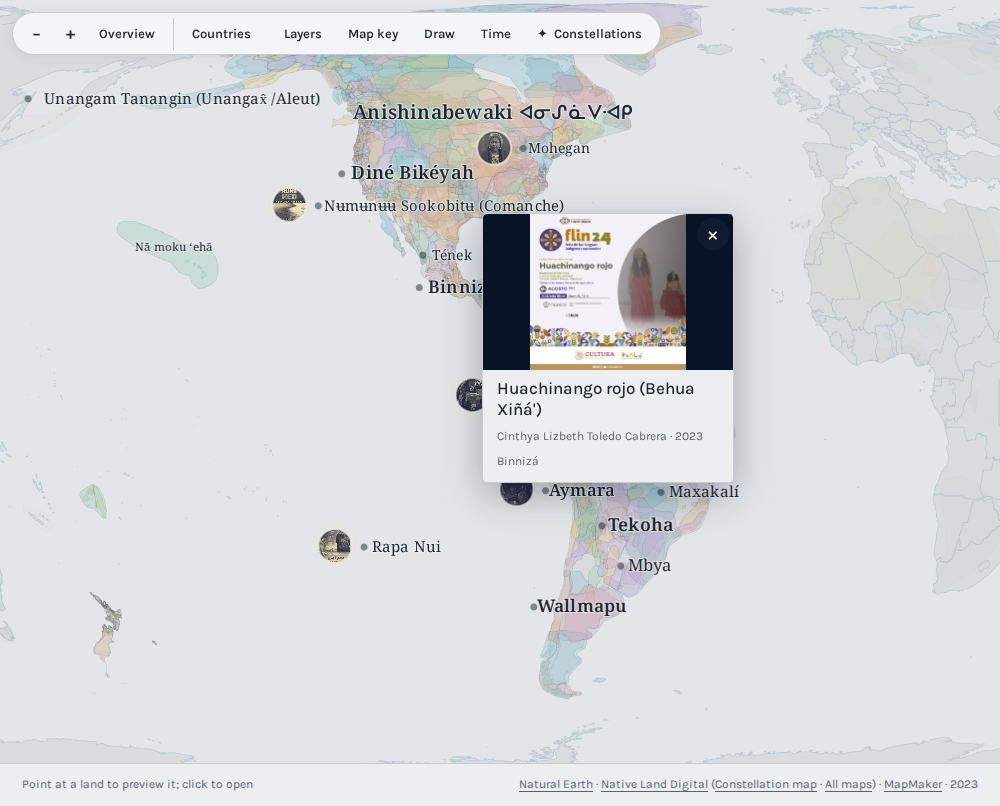 – + Overview Countries Layers Map key Draw Time ✦ Constellations
Unangam Tanangin (Unangax̂ /Aleut)
Anishinabewaki ᐊᓂᔑᓈᐯᐗᑭ
Mohegan
Diné Bikéyah
Nʉmʉnʉʉ Sookobitʉ (Comanche)
Nā moku ʻehā
Tének
Binniz
flin24
Huachinango rojo
AGOSTO
CULTURA
×
Huachinango rojo (Behua
Xiñá')
Cinthya Lizbeth Toledo Cabrera · 2023
Binnizá
Aymara
Maxakalí
Tekoha
Rapa Nui
Mbya
Wallmapu
Point at a land to preview it; click to open
Natural Earth · Native Land Digital (Constellation map · All maps) · MapMaker · 2023